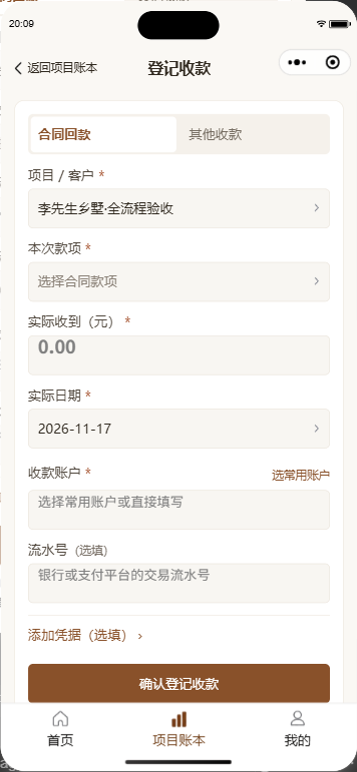 20:09
返回项目账本
登记收款
合同回款
其他收款
项目 / 客户 *
李先生乡墅·全流程验收
本次款项 *
选择合同款项
实际收到（元） *
0.00
实际日期 *
2026-11-17
收款账户 *
选常用账户
选择常用账户或直接填写
流水号（选填）
银行或支付平台的交易流水号
添加凭据（选填） ›
确认登记收款
首页
项目账本
我的